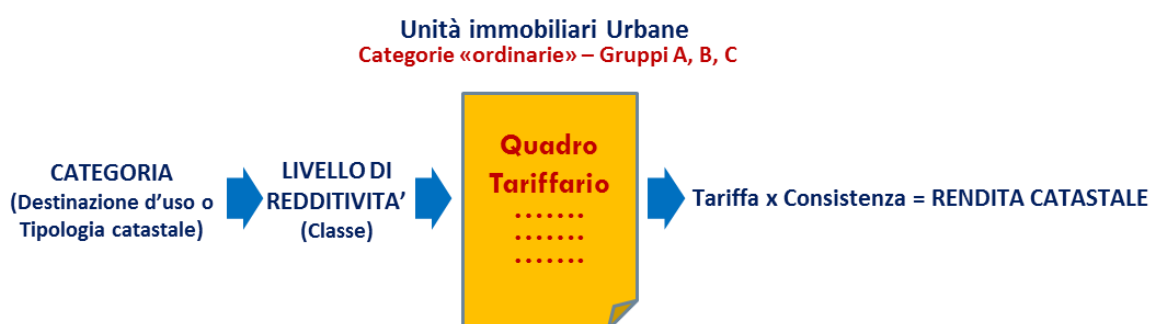 Unità immobiliari Urbane
Categorie «ordinarie» – Gruppi A, B, C
CATEGORIA
(Destinazione d'uso o
Tipologia catastale)
LIVELLO DI
REDDITIVITA'
(Classe)
Quadro
Tariffario
.......
.......
.......
Tariffa x Consistenza = RENDITA CATASTALE